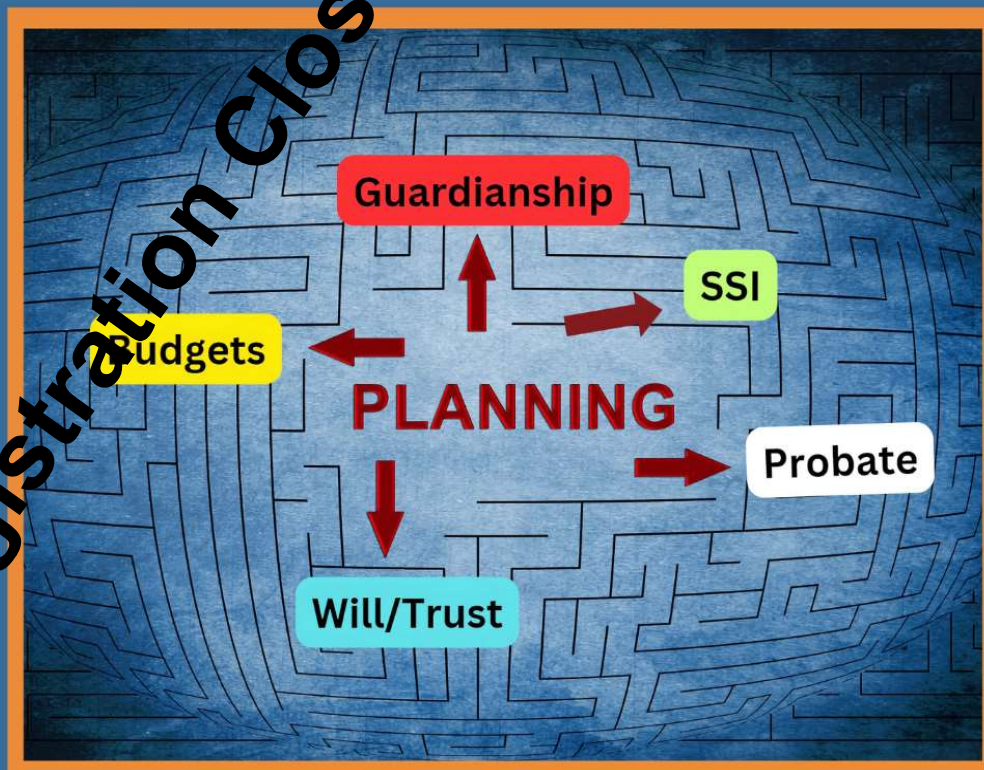 Guardianship
SSI
Budgets
PLANNING
Probate
Will/Trust